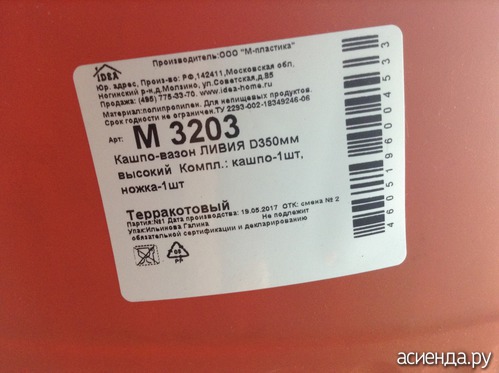 IDEA
Производитель:ООО "М-пластика"
Юр. адрес, Произ-во: РФ,142411,Московская обл.
Ногинский р-н,д.Молзино, ул.Советская,д.85
Продажа: (495) 775-33-70. www.idea-home.ru
Материал:полипропилен. Для непищевых продуктов.
Срок годности не ограничен.ТУ 2293-002-18349246-06
Арт: М 3203
Кашпо-вазон ЛИВИЯ D350мм
высокий Компл.: кашпо-1шт,
ножка-1шт
Терракотовый
Партия:№1 Дата производства: 19.05.2017 ОТК: смена № 2
Упак:Ильинова Галина Не подлежит
обязательной сертификации и декларированию
05
PP
4605196004533
асиенда.ру